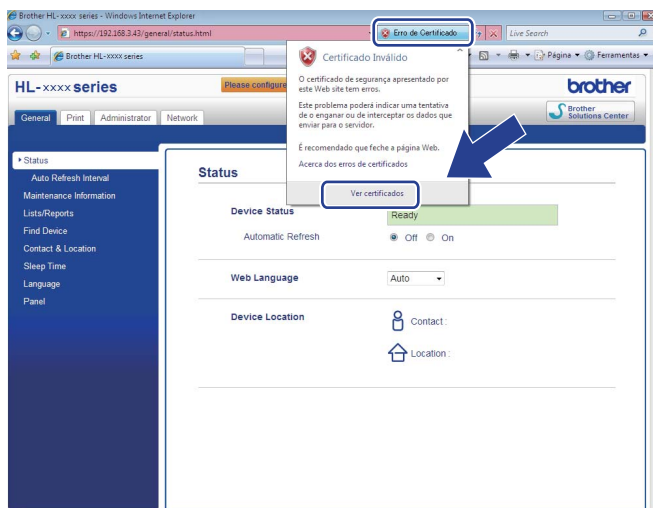 Brother HL- xxxx series - Windows Internet Explorer
https://192.168.3.43/general/status.html
Erro de Certificado
Live Search
Brother HL-xxxx series
Página
Ferramentas
Certificado Inválido
O certificado de segurança apresentado por
este Web site tem erros.
Este problema poderá indicar uma tentativa
de o enganar ou de interceptar os dados que
enviar para o servidor.
É recomendado que feche a página Web.
Acerca dos erros de certificados
Ver certificados
HL-xxxx series
Please configure
brother
General
Print
Administrator
Network
Brother
Solutions Center
Status
Auto Refresh Interval
Maintenance Information
Lists/Reports
Find Device
Contact & Location
Sleep Time
Language
Panel
Status
Device Status
Ready
Automatic Refresh
Off
On
Web Language
Auto
Device Location
Contact :
Location :